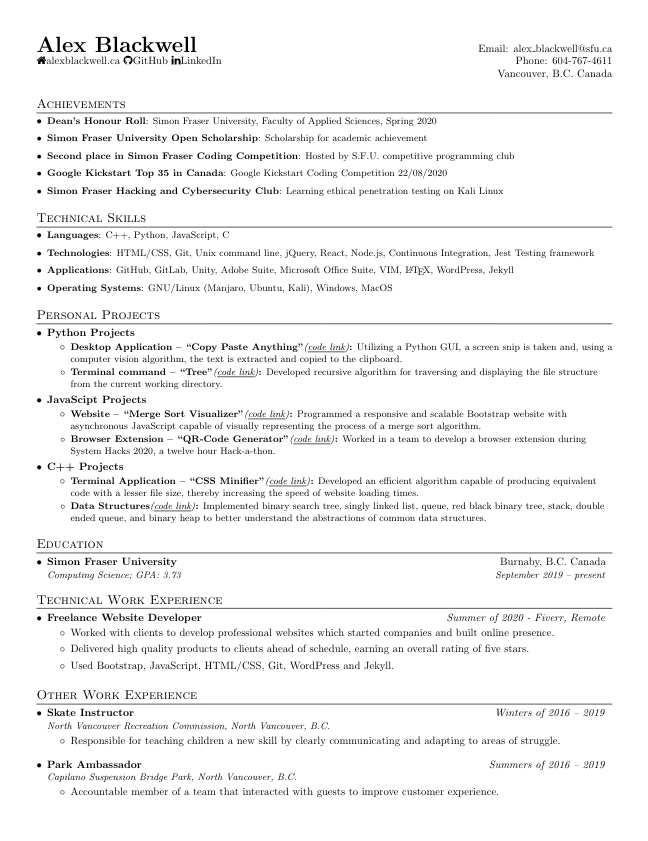 Alex Blackwell
alexblackwell.ca GitHub LinkedIn
Email: alex_blackwell@sfu.ca
Phone: 604-767-4611
Vancouver, B.C. Canada
Achievements
• Dean's Honour Roll: Simon Fraser University, Faculty of Applied Sciences, Spring 2020
• Simon Fraser University Open Scholarship: Scholarship for academic achievement
• Second place in Simon Fraser Coding Competition: Hosted by S.F.U. competitive programming club
• Google Kickstart Top 35 in Canada: Google Kickstart Coding Competition 22/08/2020
• Simon Fraser Hacking and Cybersecurity Club: Learning ethical penetration testing on Kali Linux
Technical Skills
• Languages: C++, Python, JavaScript, C
• Technologies: HTML/CSS, Git, Unix command line, jQuery, React, Node.js, Continuous Integration, Jest Testing framework
• Applications: GitHub, GitLab, Unity, Adobe Suite, Microsoft Office Suite, VIM, LATEX, WordPress, Jekyll
• Operating Systems: GNU/Linux (Manjaro, Ubuntu, Kali), Windows, MacOS
Personal Projects
• Python Projects
◦ Desktop Application – “Copy Paste Anything”(code link): Utilizing a Python GUI, a screen snip is taken and, using a
computer vision algorithm, the text is extracted and copied to the clipboard.
◦ Terminal command – “Tree”(code link): Developed recursive algorithm for traversing and displaying the file structure
from the current working directory.
• JavaScipt Projects
◦ Website – “Merge Sort Visualizer”(code link): Programmed a responsive and scalable Bootstrap website with
asynchronous JavaScript capable of visually representing the process of a merge sort algorithm.
◦ Browser Extension – “QR-Code Generator”(code link): Worked in a team to develop a browser extension during
System Hacks 2020, a twelve hour Hack-a-thon.
• C++ Projects
◦ Terminal Application – “CSS Minifier”(code link): Developed an efficient algorithm capable of producing equivalent
code with a lesser file size, thereby increasing the speed of website loading times.
◦ Data Structures(code link): Implemented binary search tree, singly linked list, queue, red black binary tree, stack, double
ended queue, and binary heap to better understand the abstractions of common data structures.
Education
• Simon Fraser University Burnaby, B.C. Canada
Computing Science; GPA: 3.73 September 2019 – present
Technical Work Experience
• Freelance Website Developer Summer of 2020 - Fiverr, Remote
◦ Worked with clients to develop professional websites which started companies and built online presence.
◦ Delivered high quality products to clients ahead of schedule, earning an overall rating of five stars.
◦ Used Bootstrap, JavaScript, HTML/CSS, Git, WordPress and Jekyll.
Other Work Experience
• Skate Instructor Winters of 2016 – 2019
North Vancouver Recreation Commission, North Vancouver, B.C.
◦ Responsible for teaching children a new skill by clearly communicating and adapting to areas of struggle.
• Park Ambassador Summers of 2016 – 2019
Capilano Suspension Bridge Park, North Vancouver, B.C.
◦ Accountable member of a team that interacted with guests to improve customer experience.